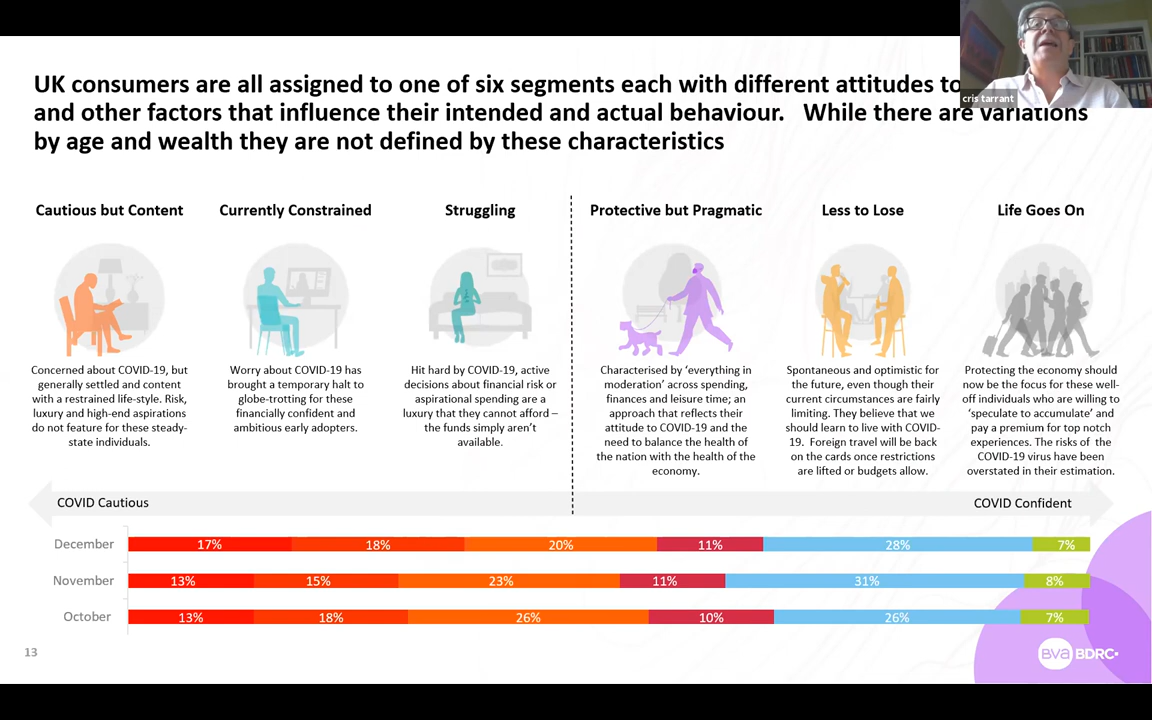 UK consumers are all assigned to one of six segments each with different attitudes to
and other factors that influence their intended and actual behaviour. While there are variations
by age and wealth they are not defined by these characteristics
cris tarrant
Cautious but Content
Currently Constrained
Struggling
Protective but Pragmatic
Less to Lose
Life Goes On
Concerned about COVID-19, but
generally settled and content
with a restrained life-style. Risk,
luxury and high-end aspirations
do not feature for these steady-
state individuals.
Worry about COVID-19 has
brought a temporary halt to
globe-trotting for these
financially confident and
ambitious early adopters.
Hit hard by COVID-19, active
decisions about financial risk or
aspirational spending are a
luxury that they cannot afford –
the funds simply aren't
available.
Characterised by 'everything in
moderation' across spending,
finances and leisure time; an
approach that reflects their
attitude to COVID-19 and the
need to balance the health of
the nation with the health of the
economy.
Spontaneous and optimistic for
the future, even though their
current circumstances are fairly
limiting. They believe that we
should learn to live with COVID-
19. Foreign travel will be back
on the cards once restrictions
are lifted or budgets allow.
Protecting the economy should
now be the focus for these well-
off individuals who are willing to
'speculate to accumulate' and
pay a premium for top notch
experiences. The risks of the
COVID-19 virus have been
overstated in their estimation.
COVID Cautious
COVID Confident
December 17% 18% 20% 11% 28% 7%
November 13% 15% 23% 11% 31% 8%
October 13% 18% 26% 10% 26% 7%
13
BVA BDRC